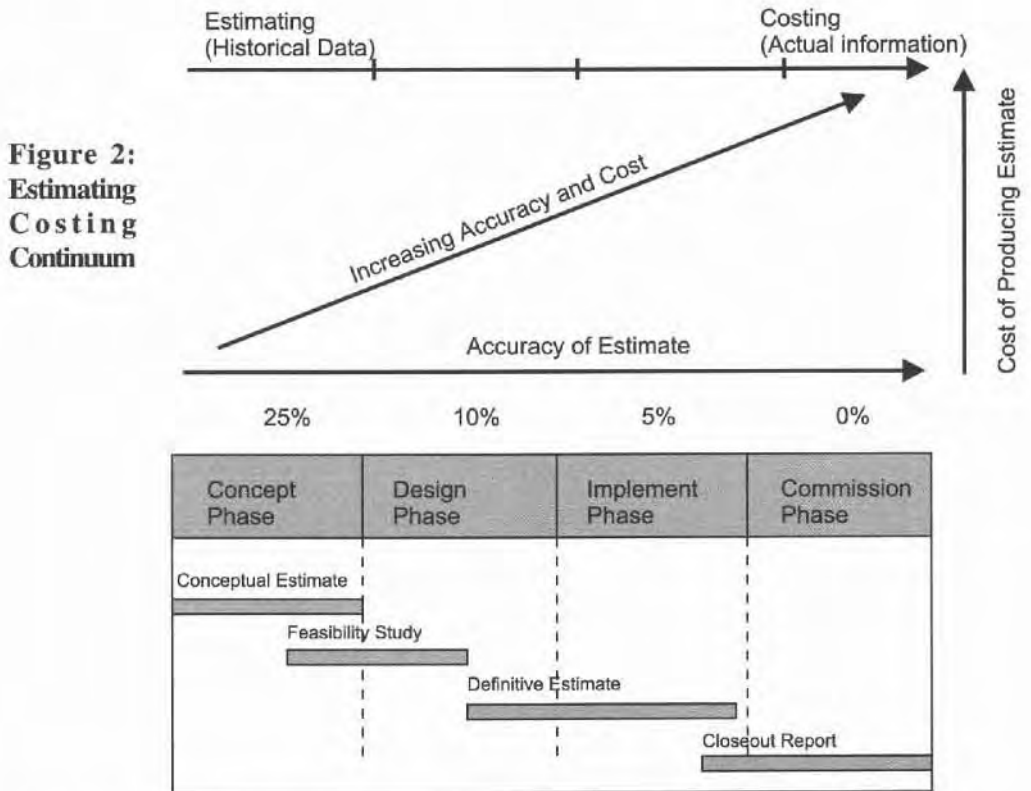 Estimating
(Historical Data)
Costing
(Actual information)
Figure 2:
Estimating
Costing
Continuum
Increasing Accuracy and Cost
Cost of Producing Estimate
Accuracy of Estimate
25%
10%
5%
0%
Concept
Phase
Design
Phase
Implement
Phase
Commission
Phase
Conceptual Estimate
Feasibility Study
Definitive Estimate
Closeout Report